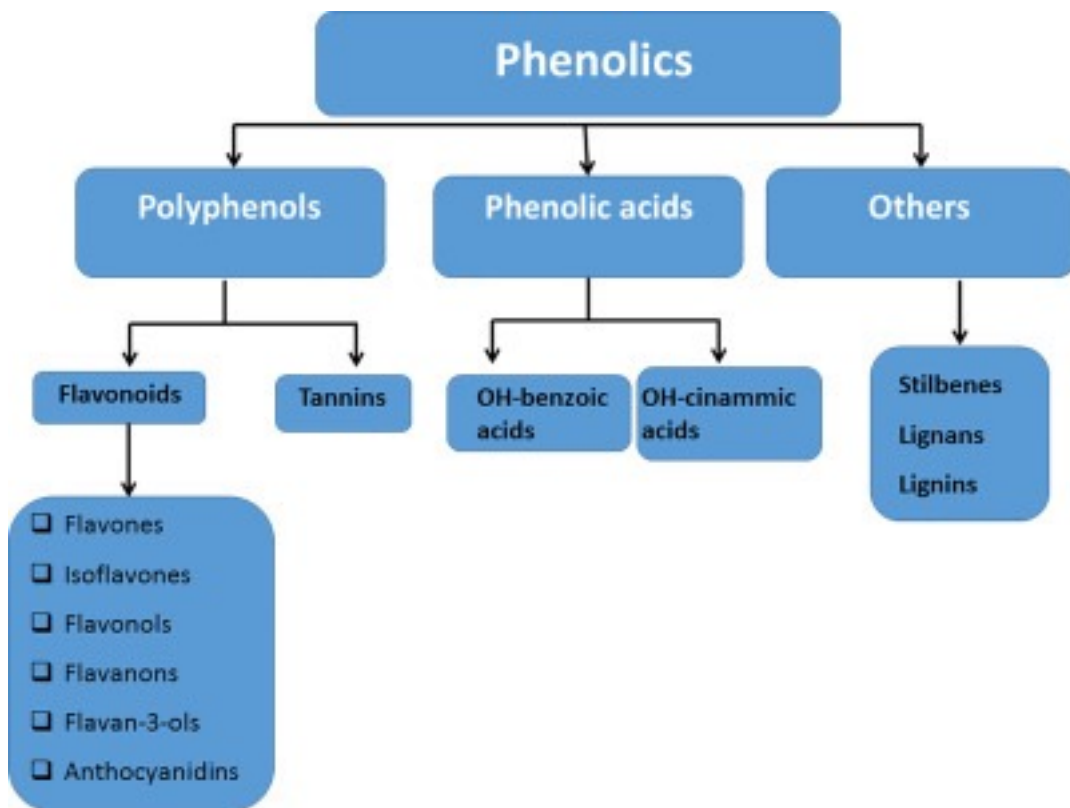 Phenolics
Polyphenols
Phenolic acids
Others
Flavonoids
Tannins
OH-benzoic
acids
OH-cinammic
acids
Stilbenes
Lignans
Lignins
Flavones
Isoflavones
Flavonols
Flavanons
Flavan-3-ols
Anthocyanidins